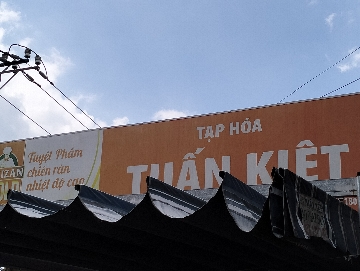 TẠP HÓA
TUẤN KIỆT
Tuyệt Phẩm
chiên rán
nhiệt độ cao